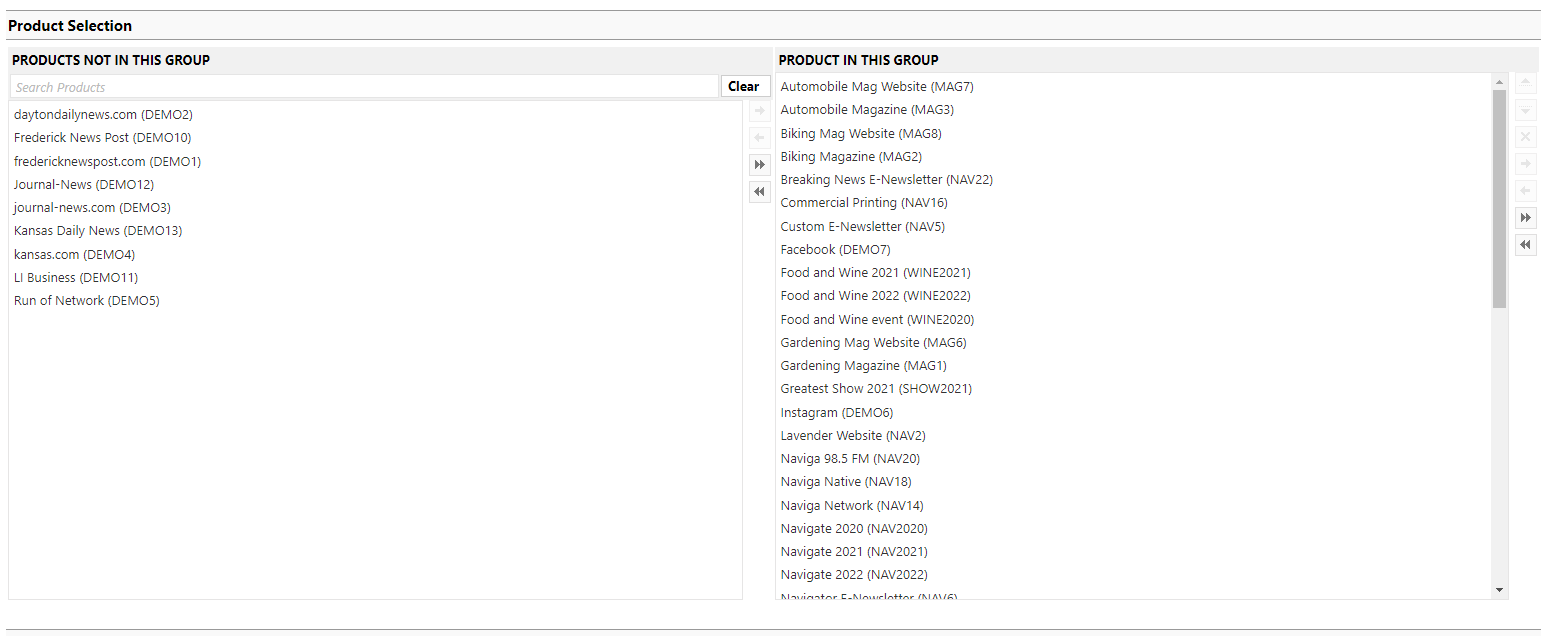 Product Selection
PRODUCTS NOT IN THIS GROUP
Search Products
Clear
daytondailynews.com (DEMO2)
Frederick News Post (DEMO10)
fredericknewspost.com (DEMO1)
Journal-News (DEMO12)
journal-news.com (DEMO3)
Kansas Daily News (DEMO13)
kansas.com (DEMO4)
LI Business (DEMO11)
Run of Network (DEMO5)
PRODUCT IN THIS GROUP
Automobile Mag Website (MAG7)
Automobile Magazine (MAG3)
Biking Mag Website (MAG8)
Biking Magazine (MAG2)
Breaking News E-Newsletter (NAV22)
Commercial Printing (NAV16)
Custom E-Newsletter (NAV5)
Facebook (DEMO7)
Food and Wine 2021 (WINE2021)
Food and Wine 2022 (WINE2022)
Food and Wine event (WINE2020)
Gardening Mag Website (MAG6)
Gardening Magazine (MAG1)
Greatest Show 2021 (SHOW2021)
Instagram (DEMO6)
Lavender Website (NAV2)
Naviga 98.5 FM (NAV20)
Naviga Native (NAV18)
Naviga Network (NAV14)
Navigate 2020 (NAV2020)
Navigate 2021 (NAV2021)
Navigate 2022 (NAV2022)
Navigator E-Newsletter (NAV6)